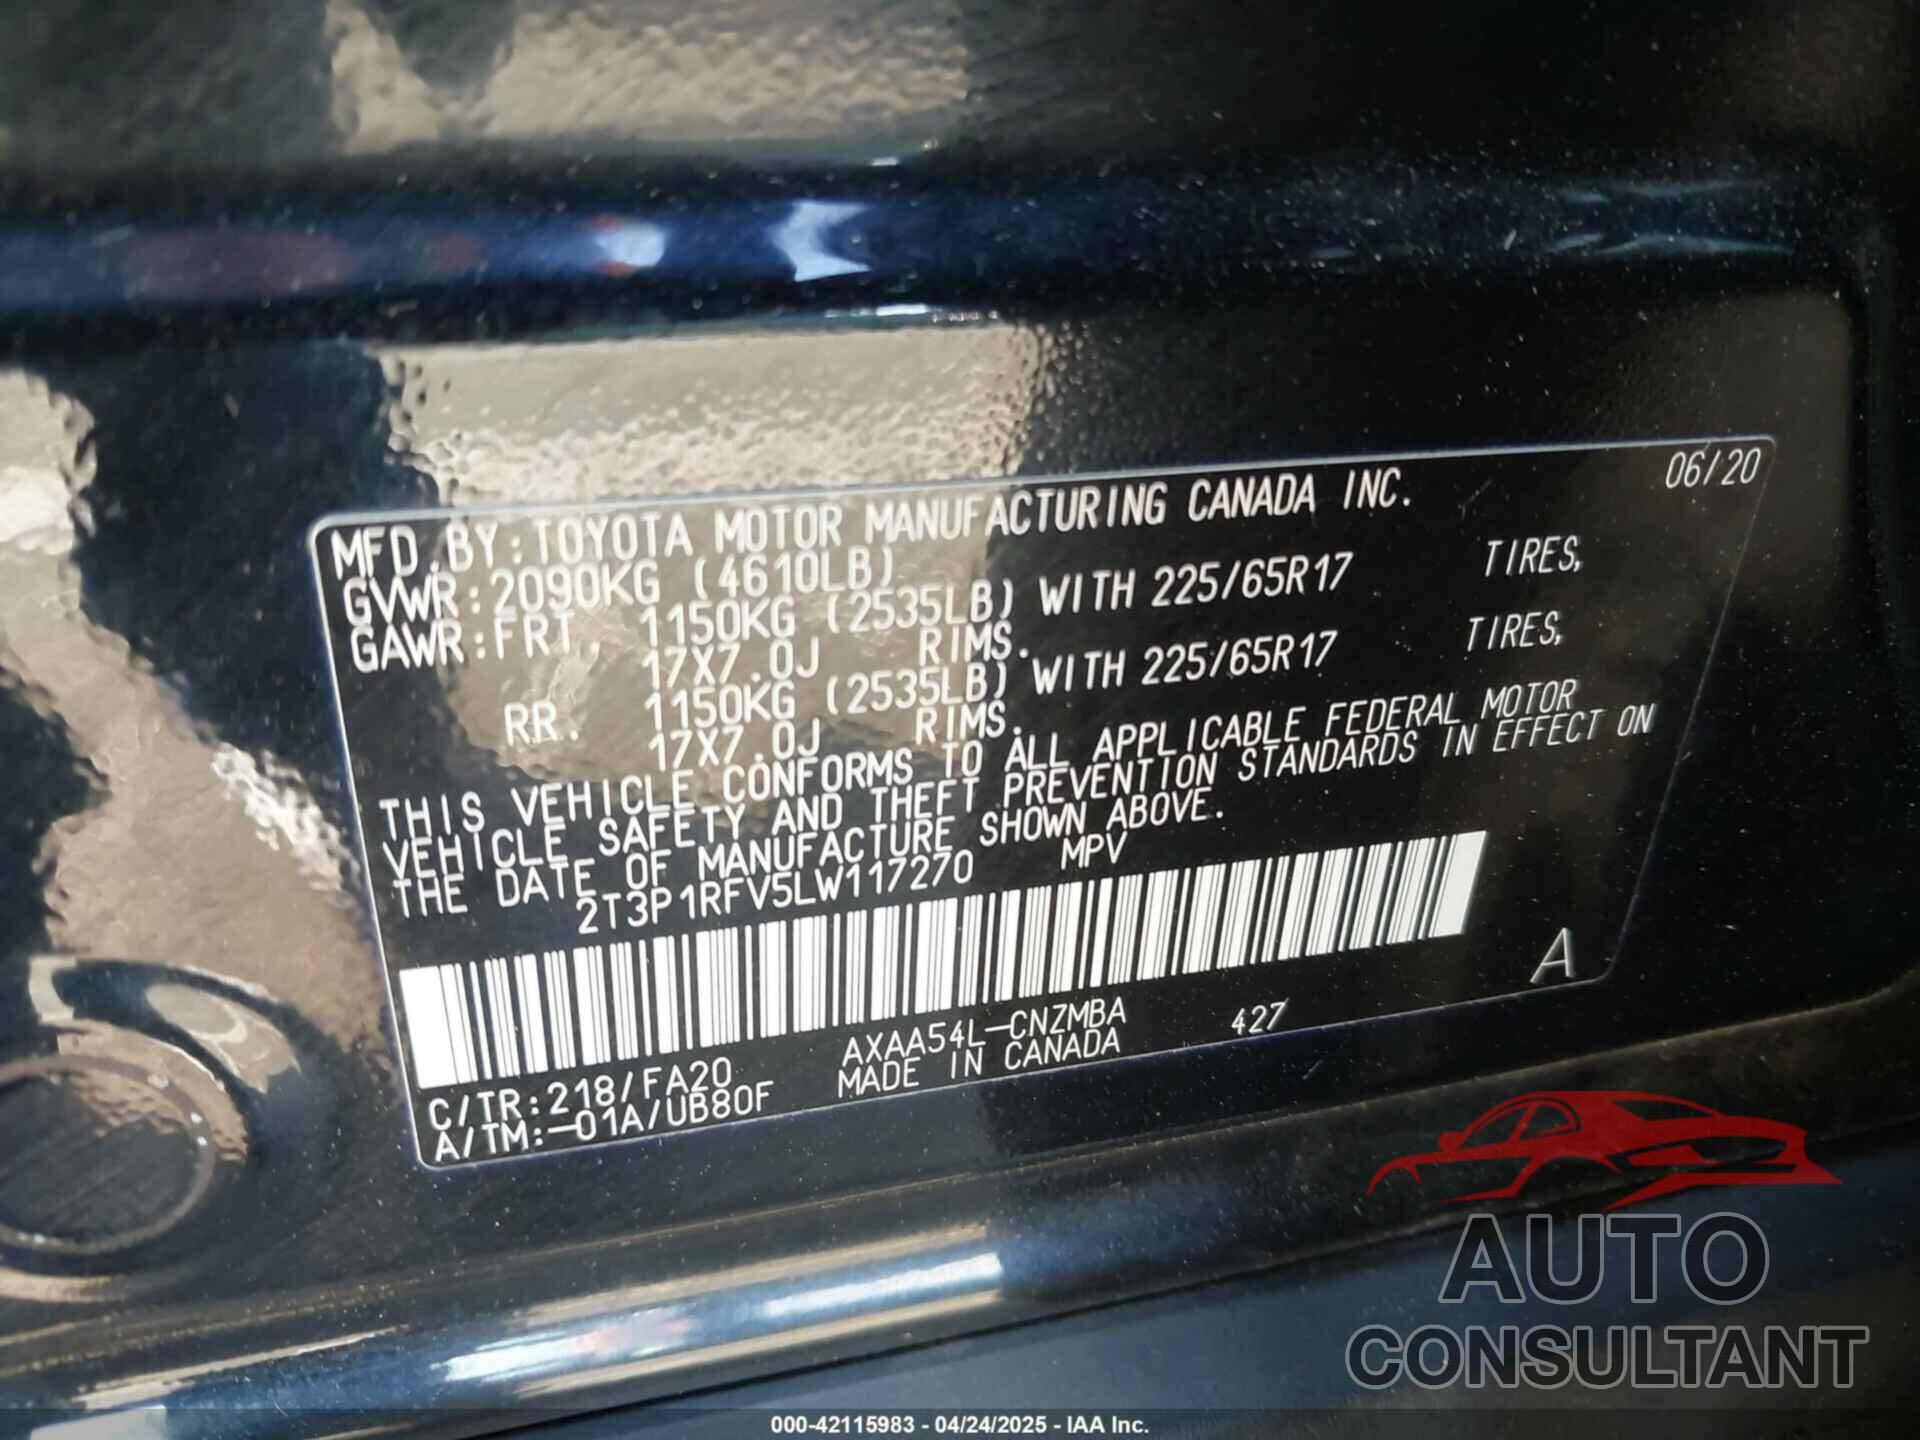 06/20
MFD.BY:TOYOTA MOTOR MANUFACTURING CANADA INC.
GVWR:2090KG (4610LB)
GAWR:FRT. 1150KG (2535LB) WITH 225/65R17 TIRES,
17X7.0J RIMS.
RR. 1150KG (2535LB) WITH 225/65R17 TIRES,
17X7.0J RIMS.
THIS VEHICLE CONFORMS TO ALL APPLICABLE FEDERAL MOTOR
VEHICLE SAFETY AND THEFT PREVENTION STANDARDS IN EFFECT ON
THE DATE OF MANUFACTURE SHOWN ABOVE.
2T3P1RFV5LW117270 MPV
A
C/TR:218/FA20 AXAA54L-CNZMBA 427
A/TM:-01A/UB80F MADE IN CANADA
AUTO
CONSULTANT
000-42115983 - 04/24/2025 - IAA Inc.